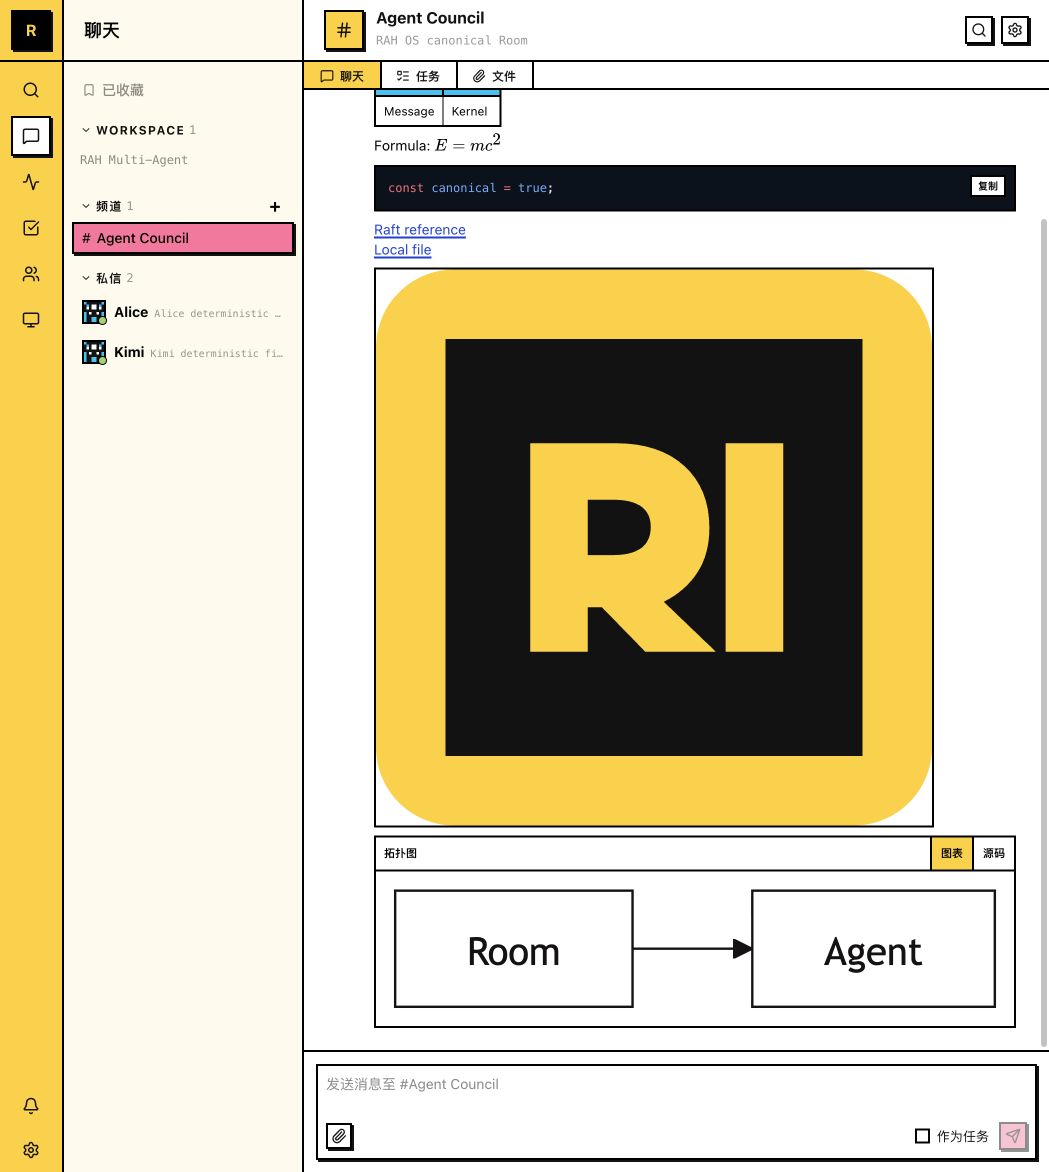 R
聊天
已收藏
WORKSPACE 1
RAH Multi-Agent
频道 1
# Agent Council
私信 2
Alice Alice deterministic …
Kimi Kimi deterministic fi…
# Agent Council
RAH OS canonical Room
聊天 任务 文件
Message Kernel
Formula: E = mc²
const canonical = true;
复制
Raft reference
Local file
RI
拓扑图 图表 源码
Room Agent
发送消息至 #Agent Council
作为任务